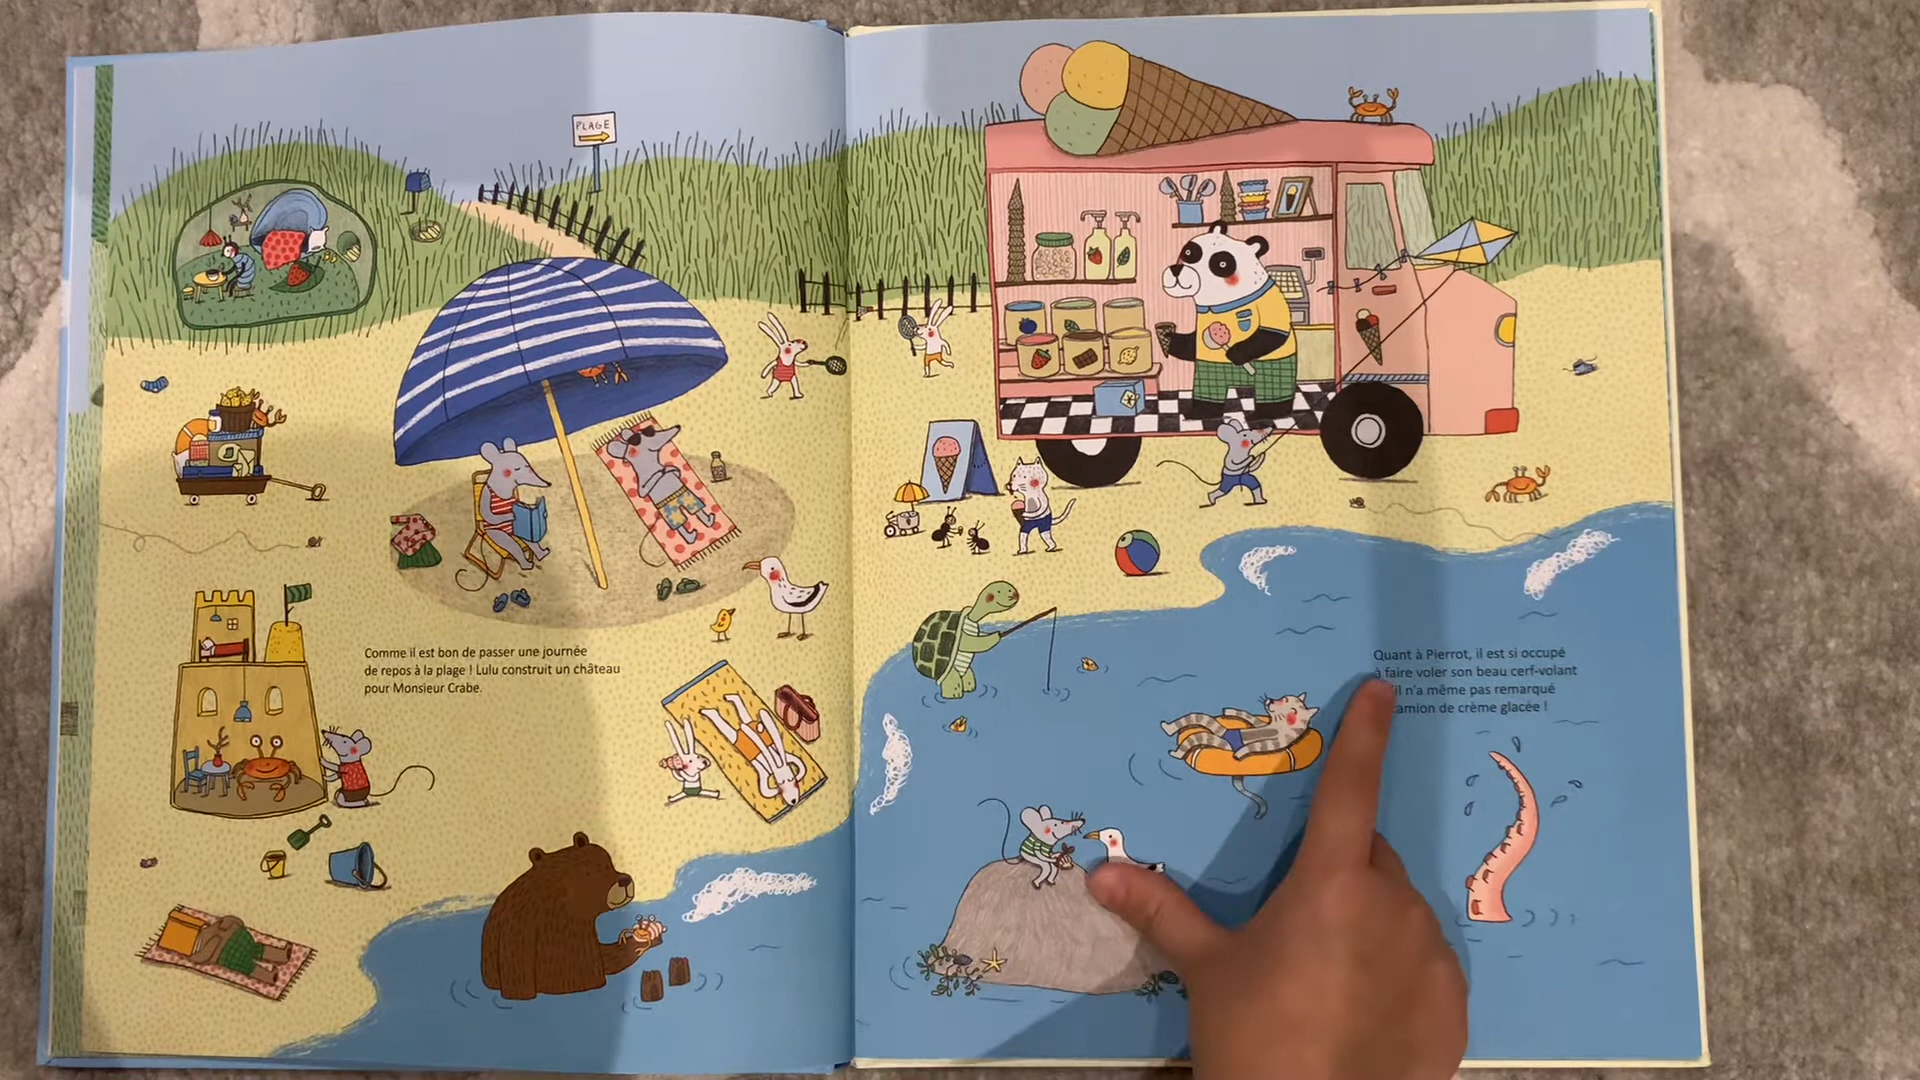 PLAGE
Comme il est bon de passer une journée
de repos à la plage ! Lulu construit un château
pour Monsieur Crabe.
Quant à Pierrot, il est si occupé
à faire voler son beau cerf-volant
il n'a même pas remarqué
camion de crème glacée !